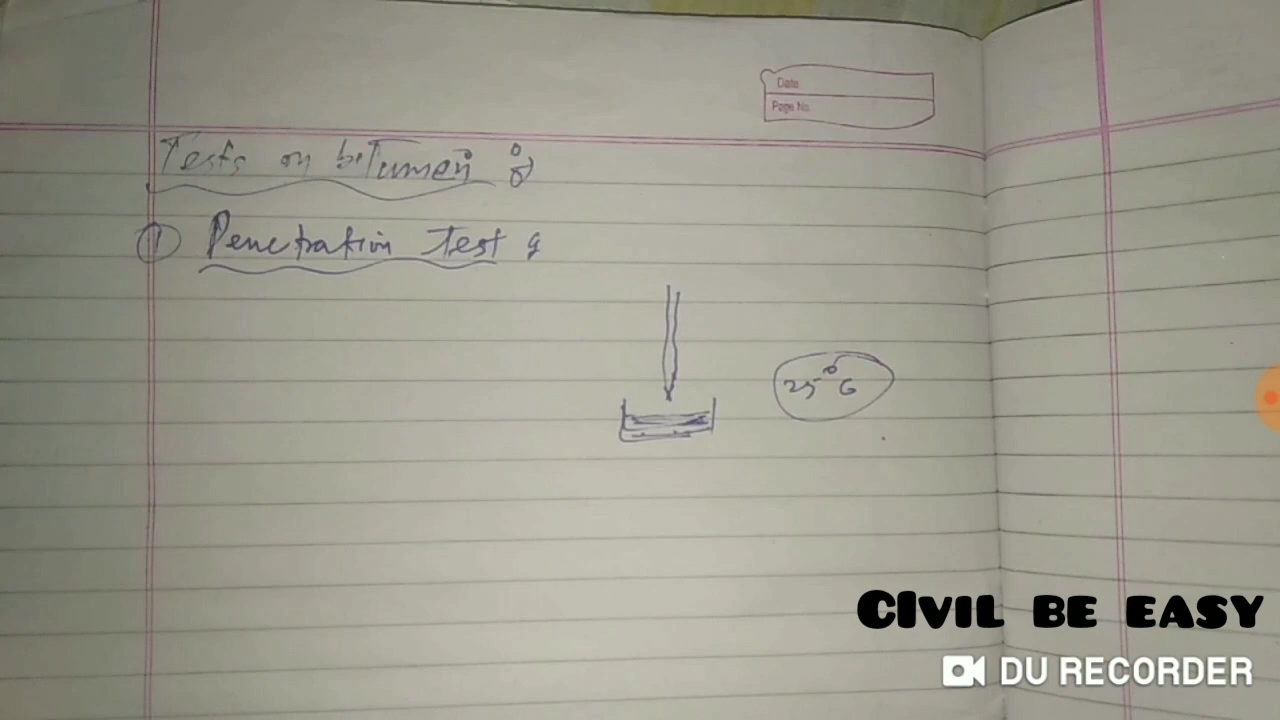 Date
Page No.
Tests on bitumen :-
① Penetration Test :
25°C
CIVIL BE EASY
DU RECORDER